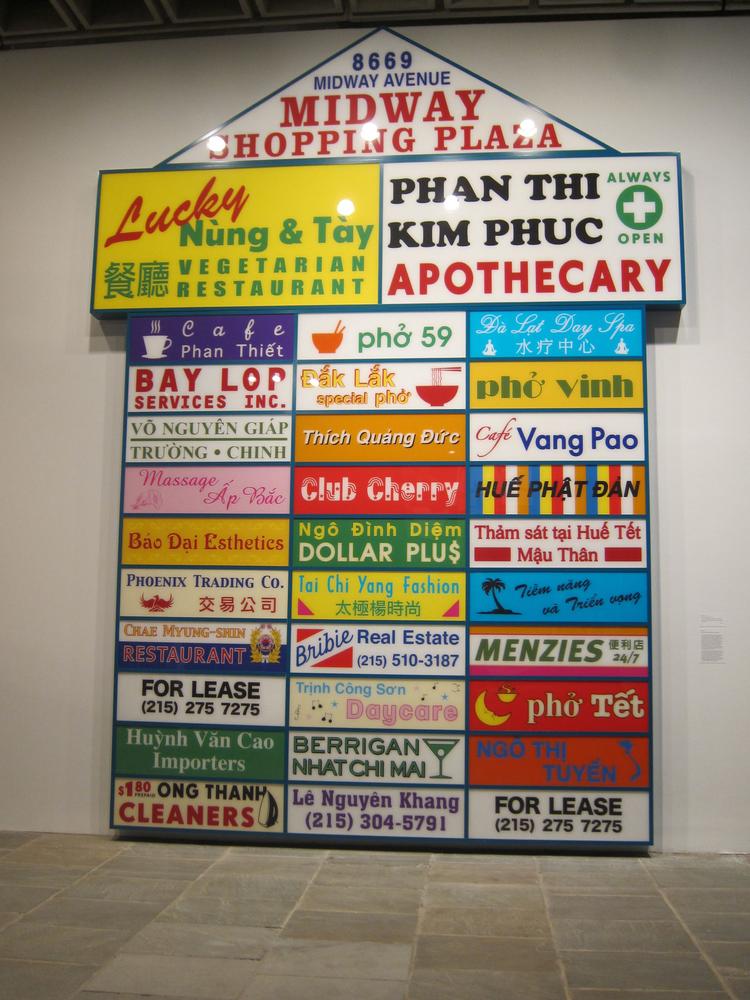 8669
MIDWAY AVENUE
MIDWAY
SHOPPING PLAZA
Lucky
Nùng & Tày
餐廳
VEGETARIAN
RESTAURANT
PHAN THI
KIM PHUC
APOTHECARY
ALWAYS
OPEN
Cafe
Phan Thiết
phở 59
Đà Lạt Day Spa
水疗中心
BAY LOP
SERVICES INC.
Đắk Lắk
special phở
phở vinh
VÕ NGUYÊN GIÁP
TRƯỜNG • CHINH
Thích Quảng Đức
Café Vang Pao
Massage
Ấp Bắc
Club Cherry
HUẾ PHẬT ĐẢN
Bảo Đại Esthetics
Ngô Đình Diệm
DOLLAR PLU$
Thảm sát tại Huế Tết
Mậu Thân
PHOENIX TRADING CO.
交易公司
Tai Chi Yang Fashion
太極楊時尚
Tiềm năng
và Triển vọng
CHAE MYUNG-SHIN
RESTAURANT
Bribie Real Estate
(215) 510-3187
MENZIES
便利店
24/7
FOR LEASE
(215) 275 7275
Trịnh Công Sơn
Daycare
phở Tết
Huỳnh Văn Cao
Importers
BERRIGAN
NHAT CHI MAI
NGÔ THỊ
TUYỂN
$1.80
ONG THANH
CLEANERS
Lê Nguyên Khang
(215) 304-5791
FOR LEASE
(215) 275 7275